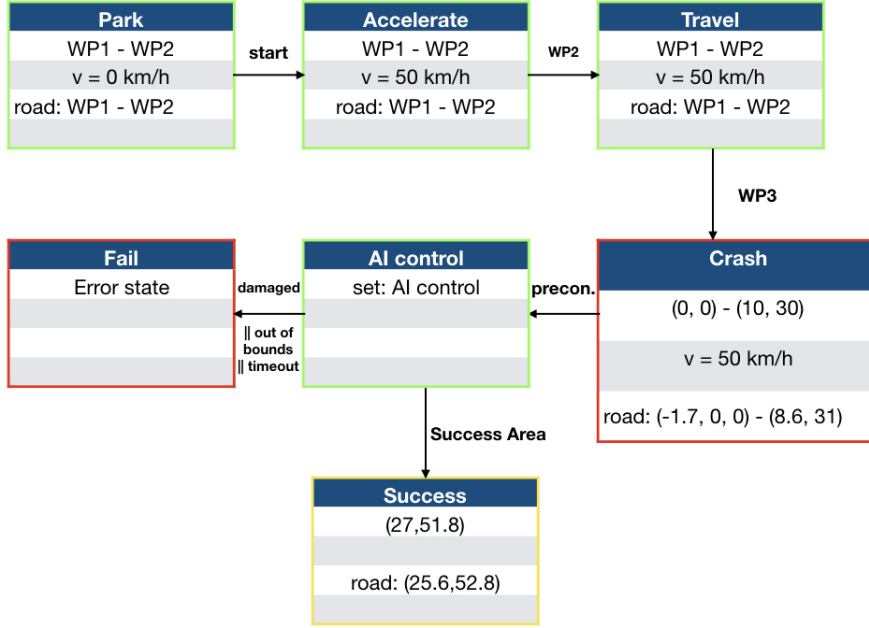 Park
WP1 - WP2
v = 0 km/h
road: WP1 - WP2
start
Accelerate
WP1 - WP2
v = 50 km/h
road: WP1 - WP2
WP2
Travel
WP1 - WP2
v = 50 km/h
road: WP1 - WP2
WP3
Crash
(0, 0) - (10, 30)
v = 50 km/h
road: (-1.7, 0, 0) - (8.6, 31)
precon.
AI control
set: AI control
damaged
|| out of
bounds
|| timeout
Fail
Error state
Success Area
Success
(27,51.8)
road: (25.6,52.8)